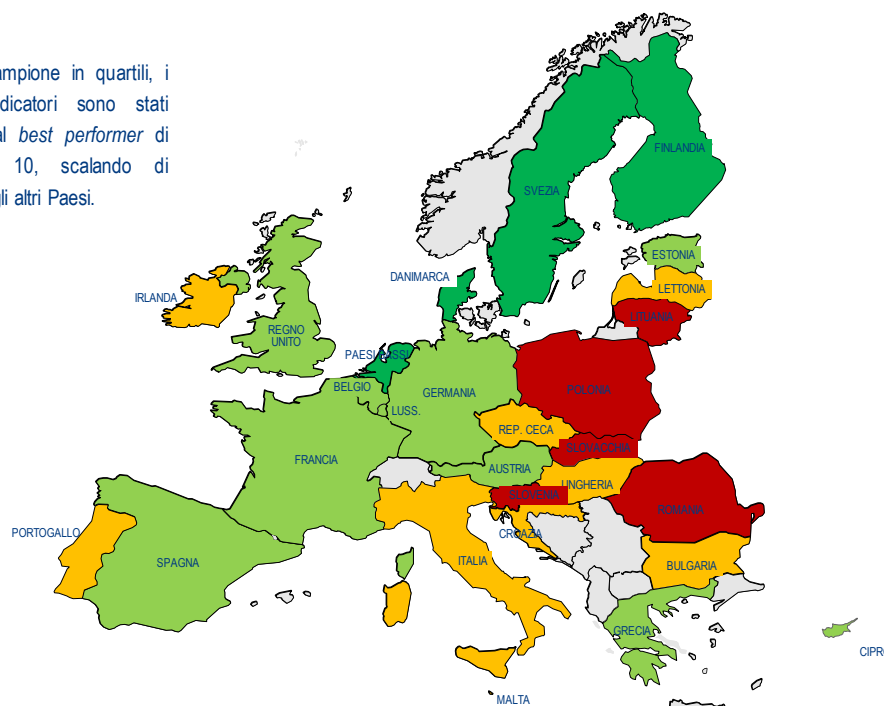 ampione in quartili, i
dicatori sono stati
al best performer di
10, scalando di
gli altri Paesi.
FINLANDIA
SVEZIA
ESTONIA
DANIMARCA
LETTONIA
IRLANDA
LITUANIA
REGNO
UNITO
PAESI BASSI
BELGIO
GERMANIA
POLONIA
LUSS.
REP. CECA
SLOVACCHIA
FRANCIA
AUSTRIA
UNGHERIA
SLOVENIA
ROMANIA
PORTOGALLO
CROAZIA
SPAGNA
ITALIA
BULGARIA
GRECIA
CIPRO
MALTA